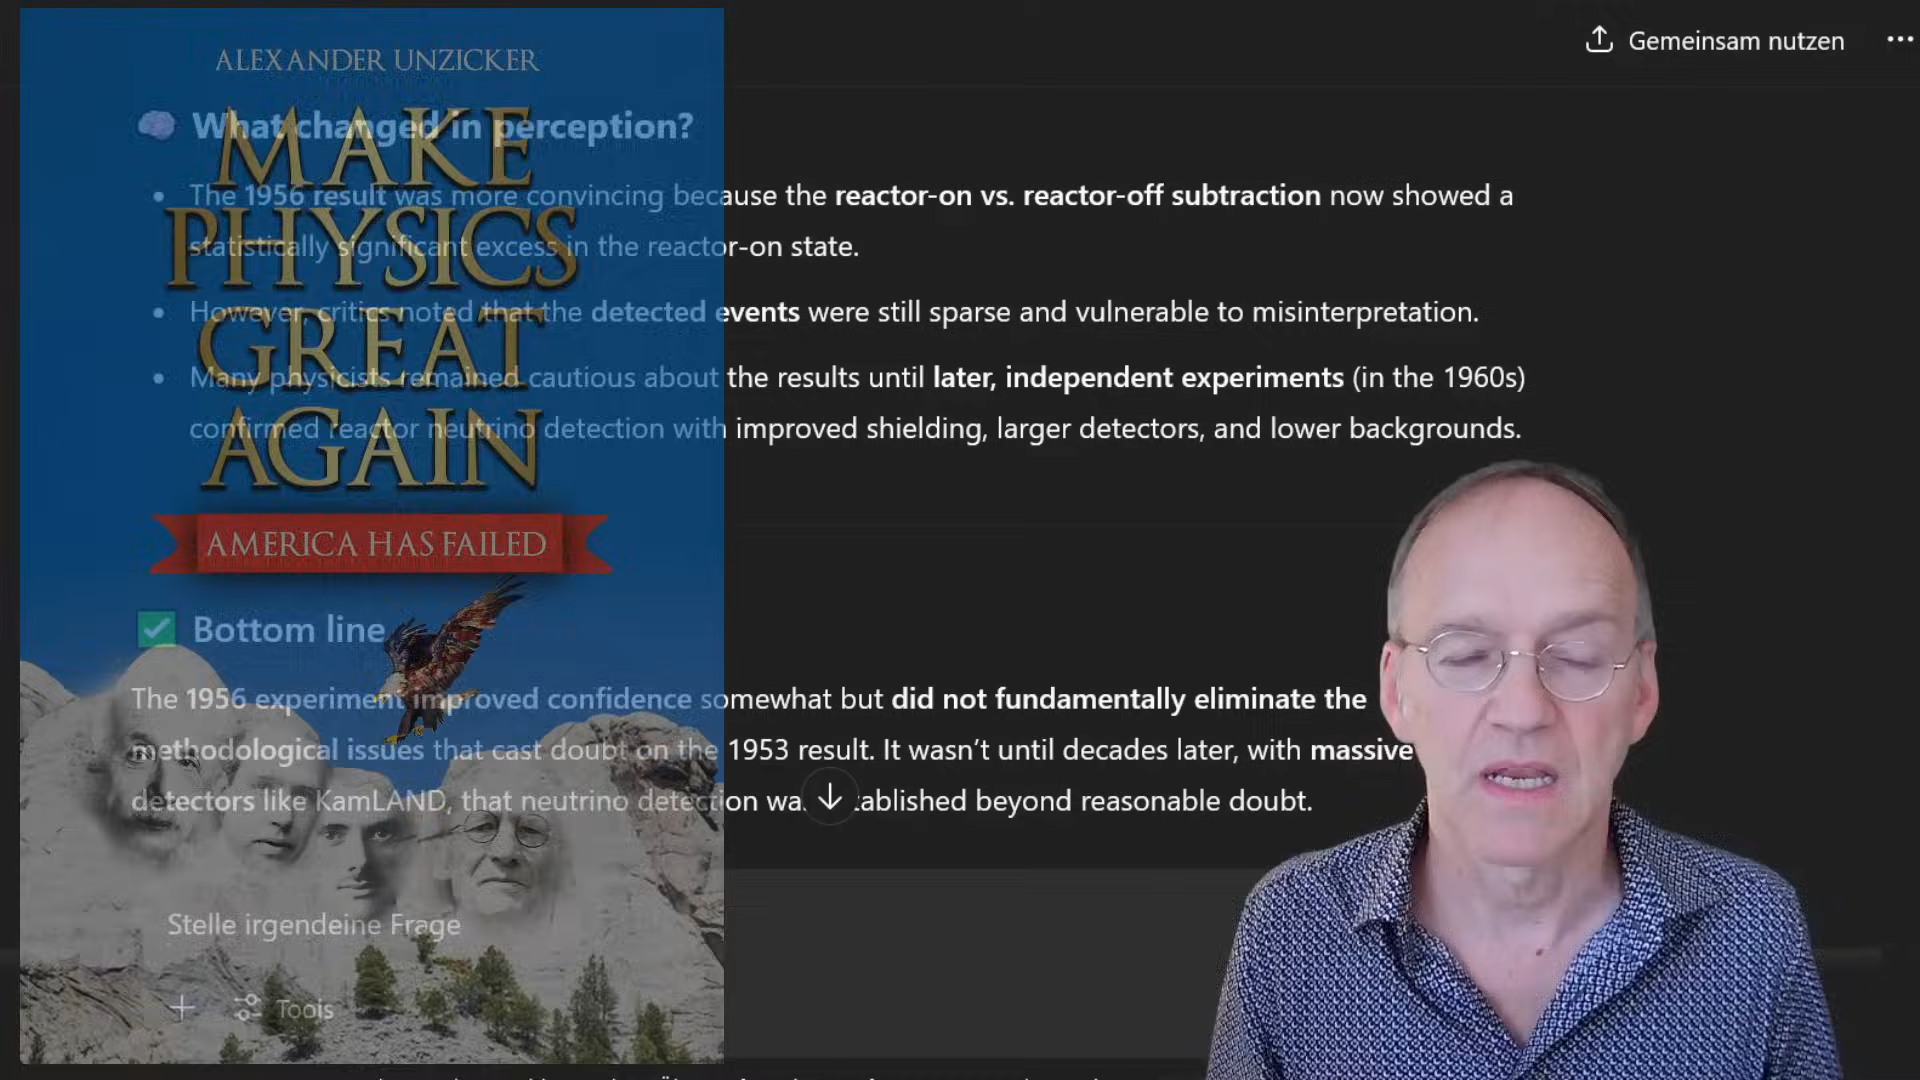 Gemeinsam nutzen
ALEXANDER UNZICKER
MAKE
PHYSICS
GREAT
AGAIN
AMERICA HAS FAILED
What changed in perception?
The 1956 result was more convincing because the reactor-on vs. reactor-off subtraction now showed a
statistically significant excess in the reactor-on state.
However, critics noted that the detected events were still sparse and vulnerable to misinterpretation.
Many physicists remained cautious about the results until later, independent experiments (in the 1960s)
confirmed reactor neutrino detection with improved shielding, larger detectors, and lower backgrounds.
Bottom line
The 1956 experiment improved confidence somewhat but did not fundamentally eliminate the
methodological issues that cast doubt on the 1953 result. It wasn't until decades later, with massive
detectors like KamLAND, that neutrino detection wa tablished beyond reasonable doubt.
Stelle irgendeine Frage
Tools